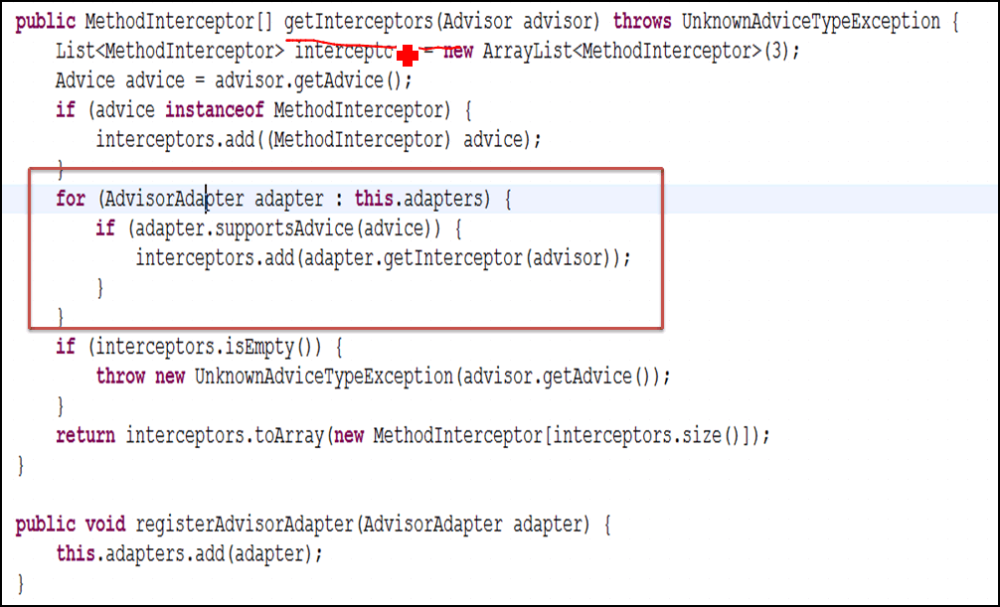 public MethodInterceptor[] getInterceptors(Advisor advisor) throws UnknownAdviceTypeException {
List<MethodInterceptor> intercepto = new ArrayList<MethodInterceptor>(3);
Advice advice = advisor.getAdvice();
if (advice instanceof MethodInterceptor) {
interceptors.add((MethodInterceptor) advice);
}
for (AdvisorAdapter adapter : this.adapters) {
if (adapter.supportsAdvice(advice)) {
interceptors.add(adapter.getInterceptor(advisor));
}
}
if (interceptors.isEmpty()) {
throw new UnknownAdviceTypeException(advisor.getAdvice());
}
return interceptors.toArray(new MethodInterceptor[interceptors.size()]);
}
public void registerAdvisorAdapter(AdvisorAdapter adapter) {
this.adapters.add(adapter);
}